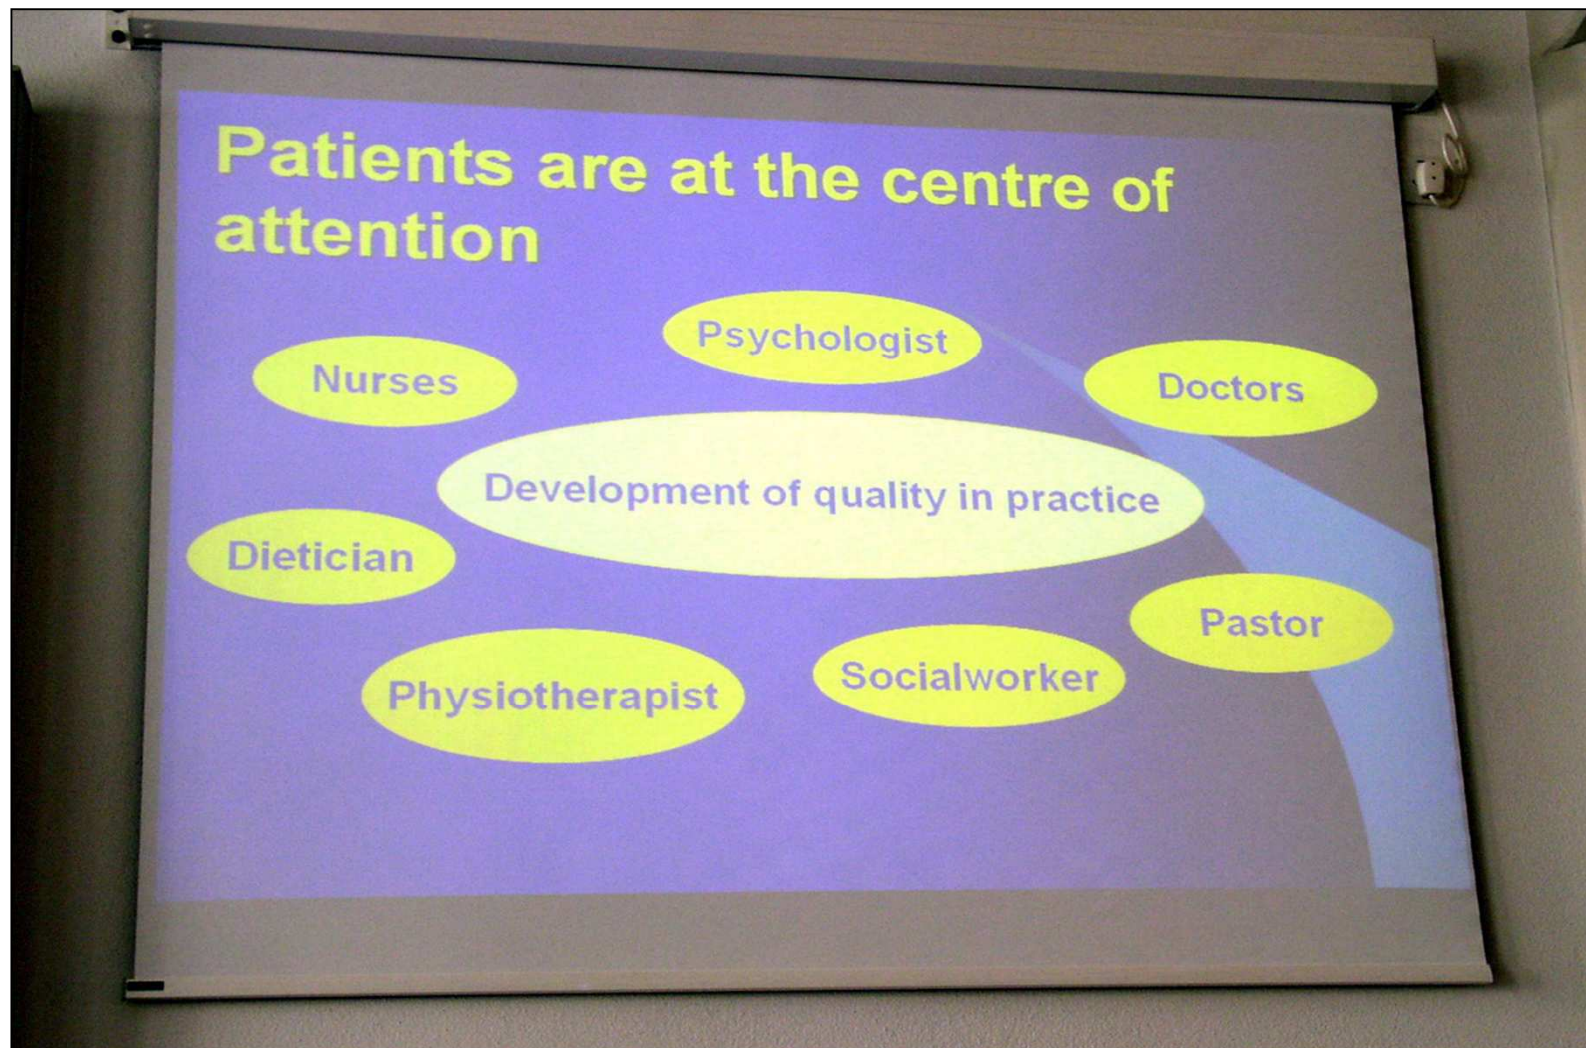 Patients are at the centre of
attention
Psychologist
Nurses
Doctors
Development of quality in practice
Dietician
Pastor
Socialworker
Physiotherapist